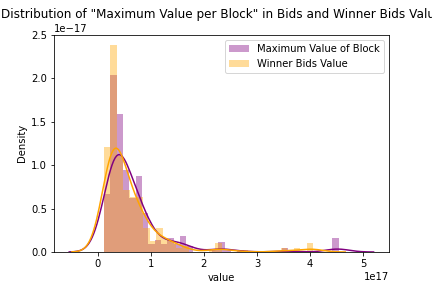 Distribution of "Maximum Value per Block" in Bids and Winner Bids Valu
1e−17
2.5
2.0
1.5
1.0
0.5
0.0
Density
Maximum Value of Block
Winner Bids Value
0
1
2
3
4
5
1e17
value